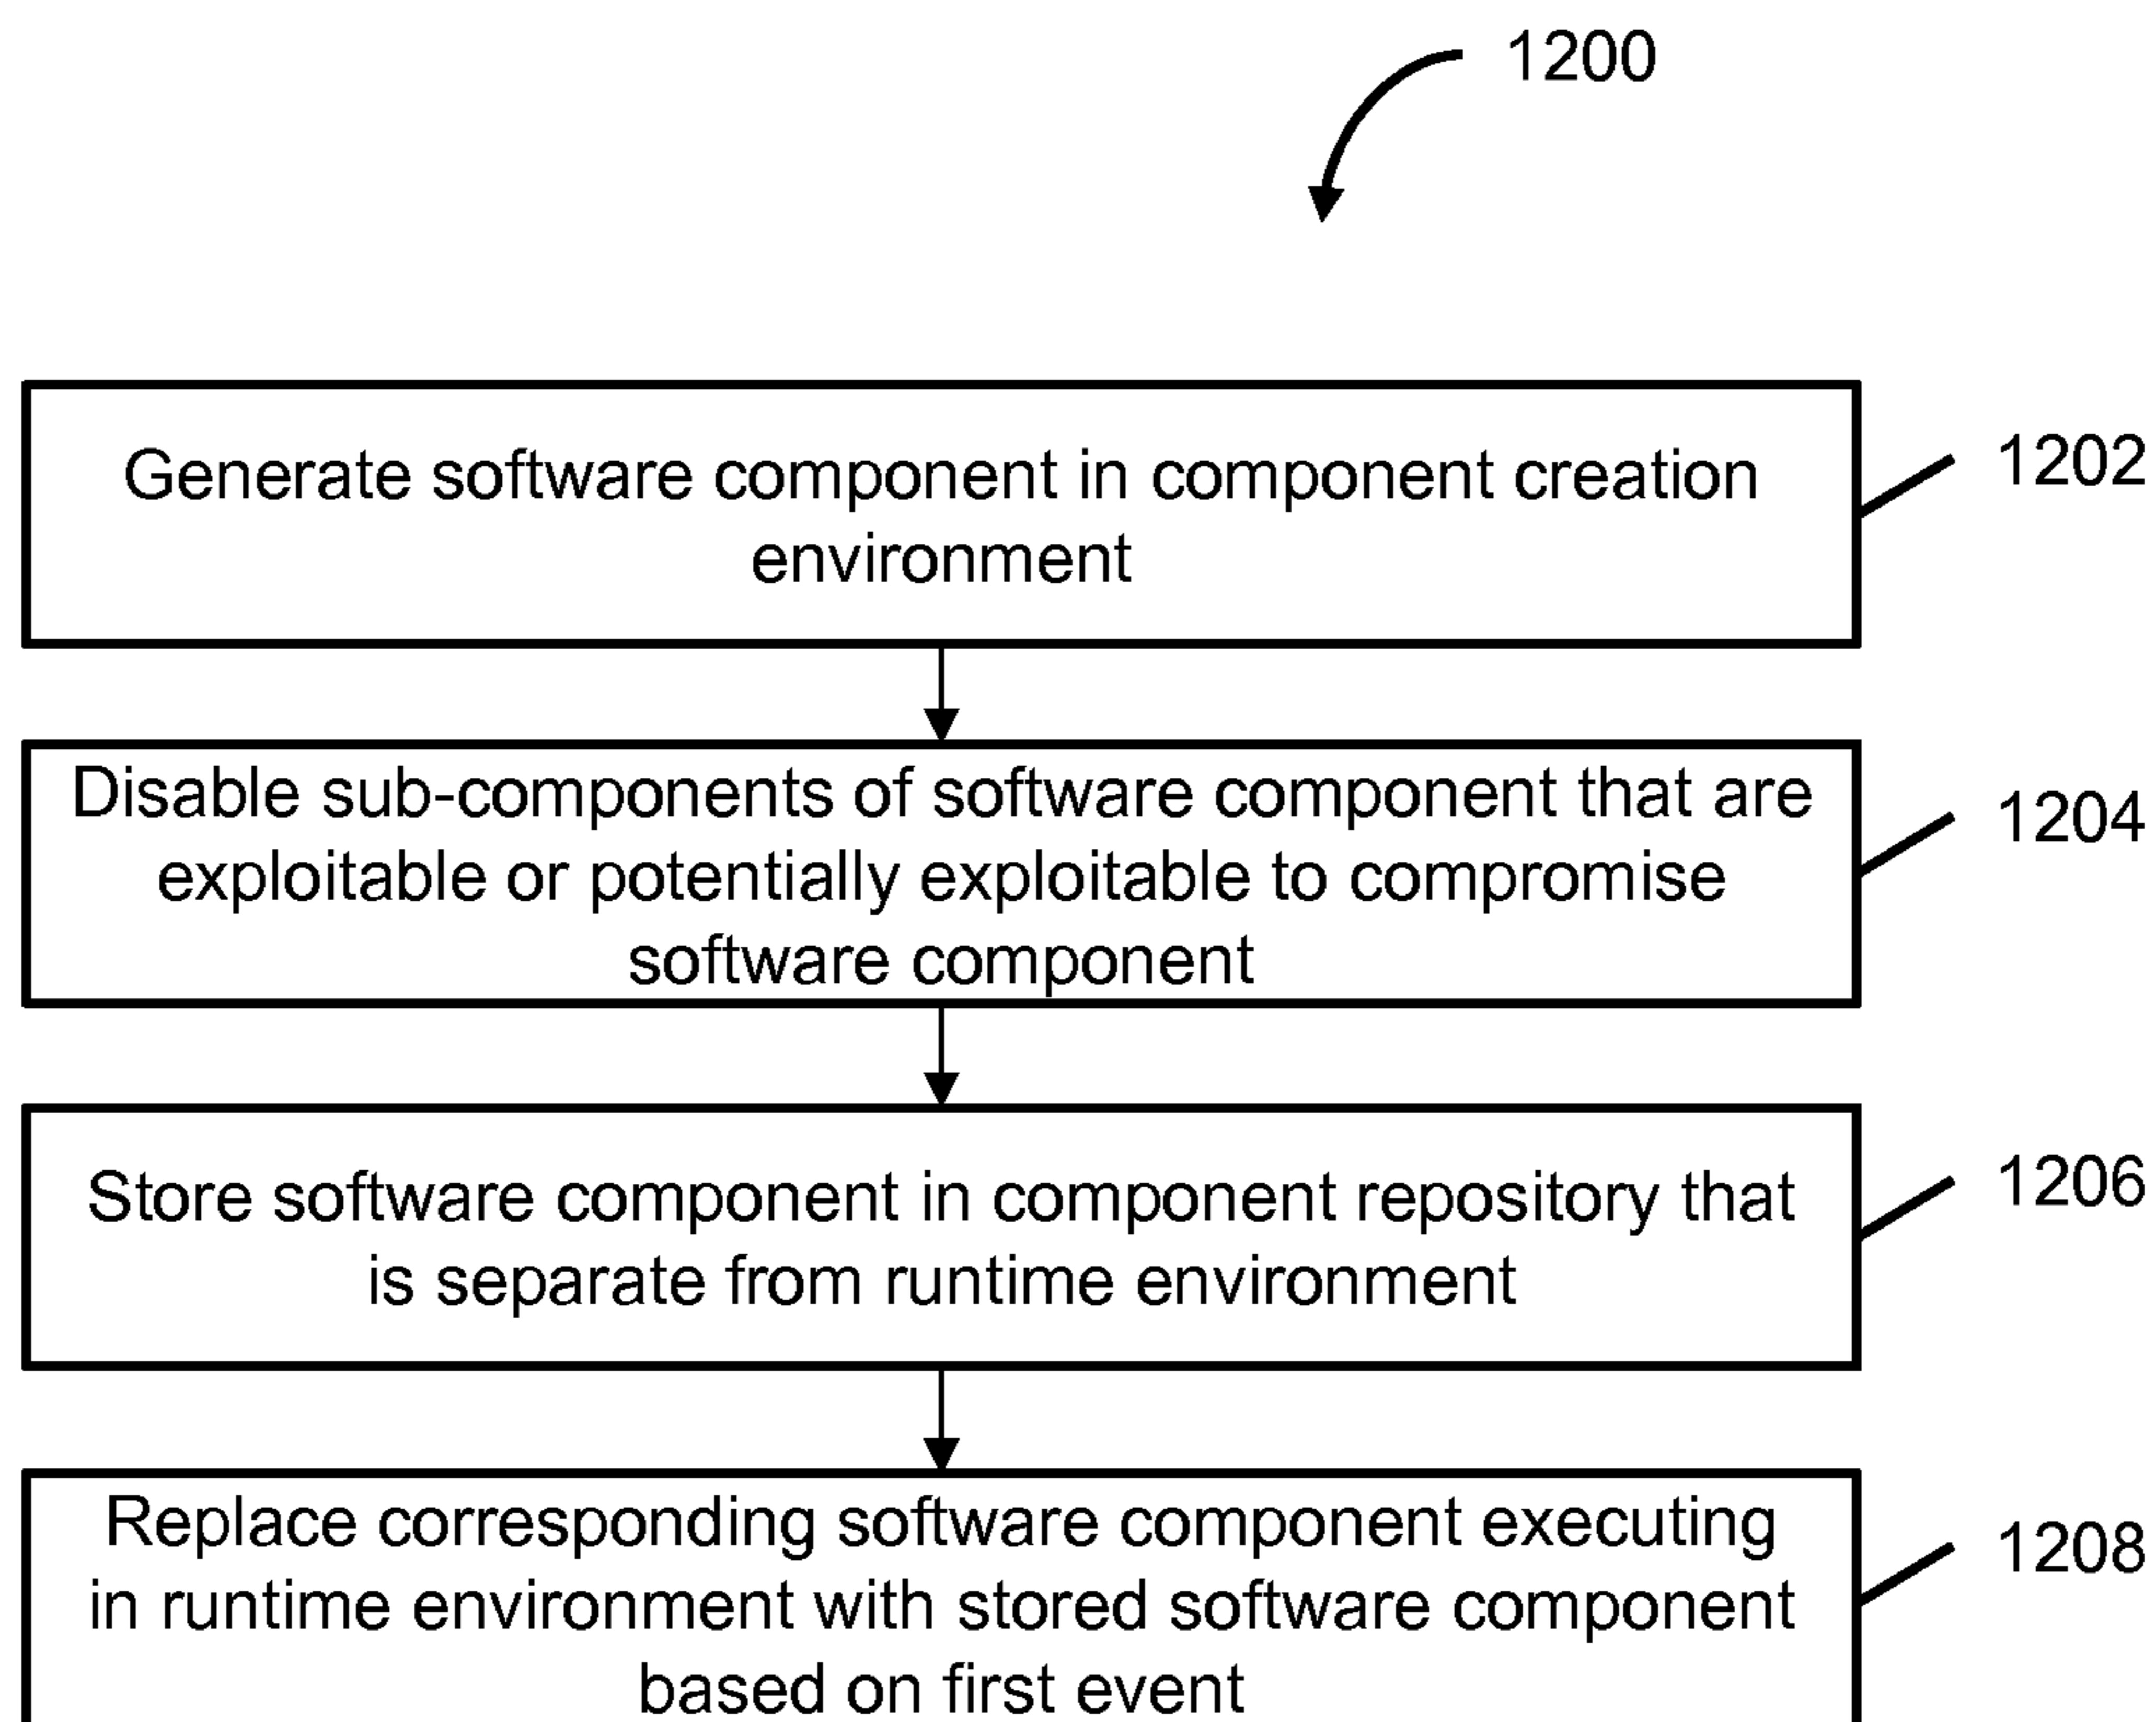 1200
Generate software component in component creation
environment
1202
Disable sub-components of software component that are
exploitable or potentially exploitable to compromise
software component
1204
Store software component in component repository that
is separate from runtime environment
1206
Replace corresponding software component executing
in runtime environment with stored software component
based on first event
1208